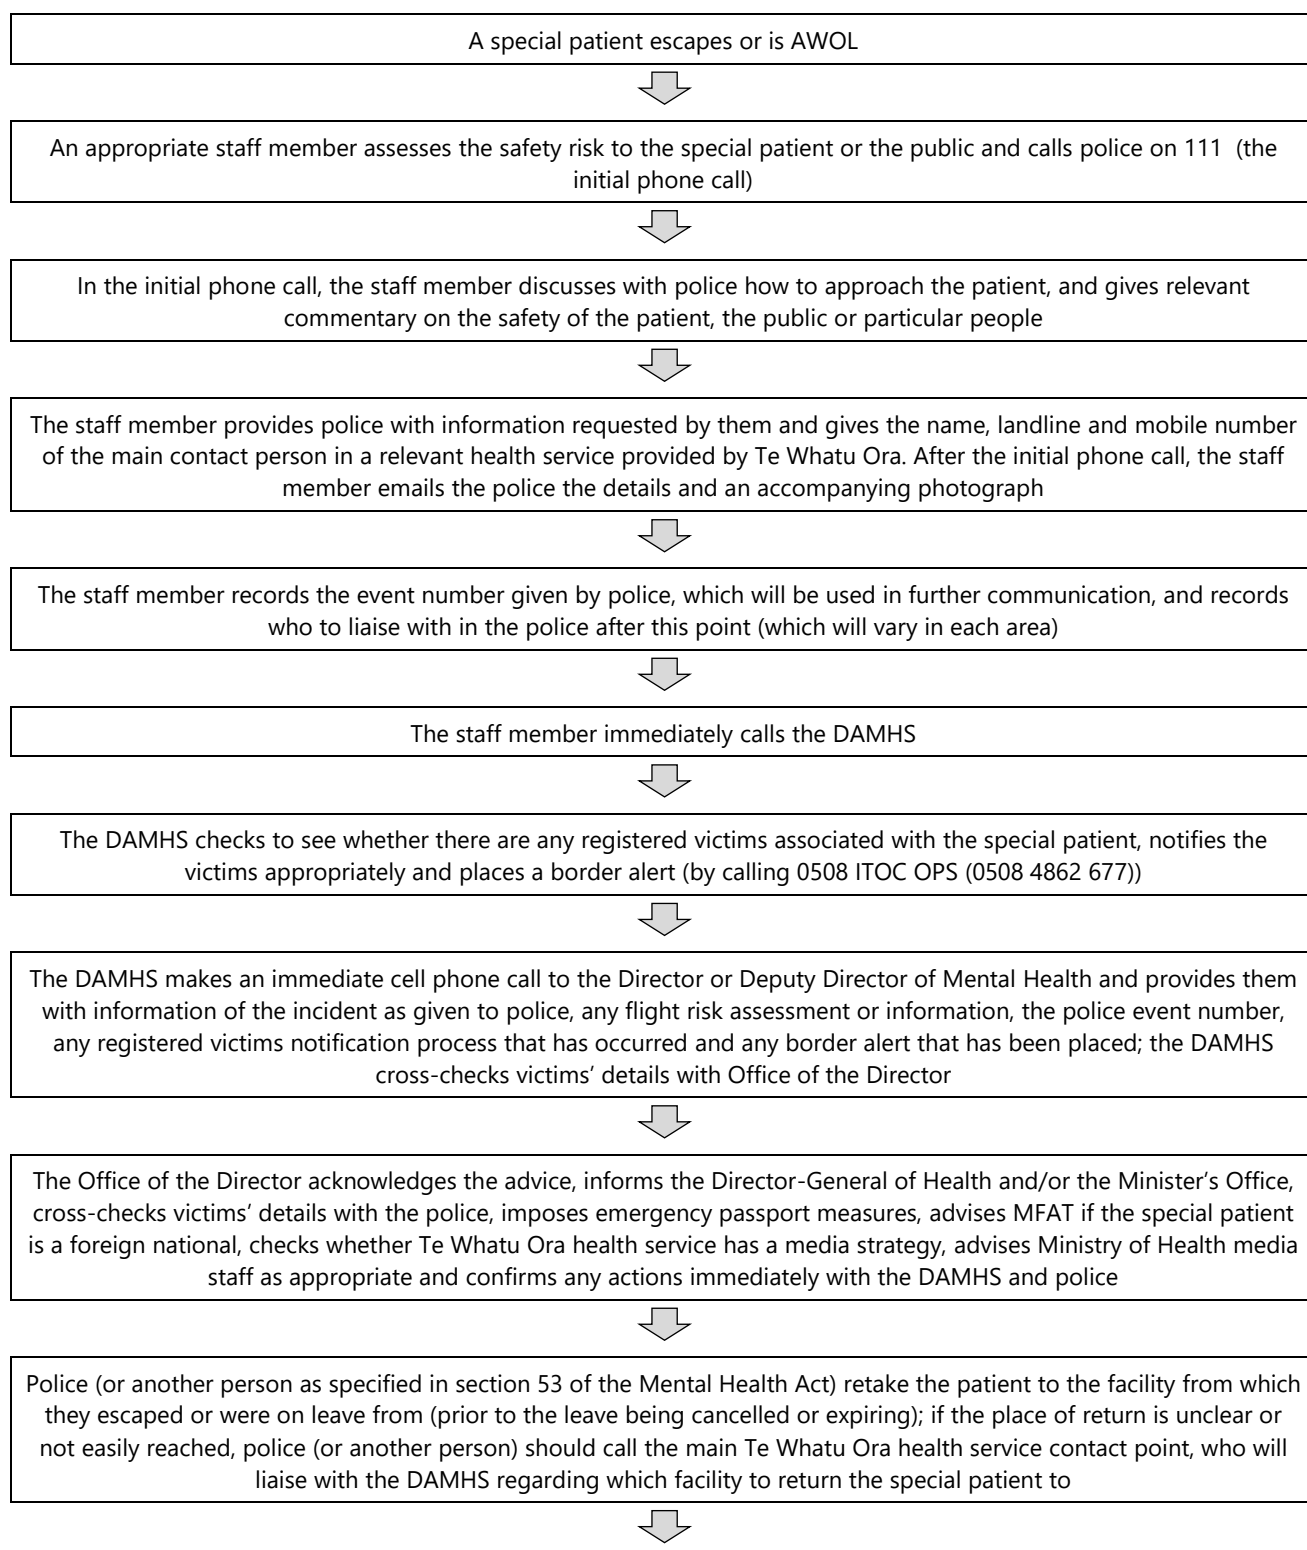 A special patient escapes or is AWOL
An appropriate staff member assesses the safety risk to the special patient or the public and calls police on 111 (the
initial phone call)
In the initial phone call, the staff member discusses with police how to approach the patient, and gives relevant
commentary on the safety of the patient, the public or particular people
The staff member provides police with information requested by them and gives the name, landline and mobile number
of the main contact person in a relevant health service provided by Te Whatu Ora. After the initial phone call, the staff
member emails the police the details and an accompanying photograph
The staff member records the event number given by police, which will be used in further communication, and records
who to liaise with in the police after this point (which will vary in each area)
The staff member immediately calls the DAMHS
The DAMHS checks to see whether there are any registered victims associated with the special patient, notifies the
victims appropriately and places a border alert (by calling 0508 ITOC OPS (0508 4862 677))
The DAMHS makes an immediate cell phone call to the Director or Deputy Director of Mental Health and provides them
with information of the incident as given to police, any flight risk assessment or information, the police event number,
any registered victims notification process that has occurred and any border alert that has been placed; the DAMHS
cross-checks victims’ details with Office of the Director
The Office of the Director acknowledges the advice, informs the Director-General of Health and/or the Minister’s Office,
cross-checks victims’ details with the police, imposes emergency passport measures, advises MFAT if the special patient
is a foreign national, checks whether Te Whatu Ora health service has a media strategy, advises Ministry of Health media
staff as appropriate and confirms any actions immediately with the DAMHS and police
Police (or another person as specified in section 53 of the Mental Health Act) retake the patient to the facility from which
they escaped or were on leave from (prior to the leave being cancelled or expiring); if the place of return is unclear or
not easily reached, police (or another person) should call the main Te Whatu Ora health service contact point, who will
liaise with the DAMHS regarding which facility to return the special patient to